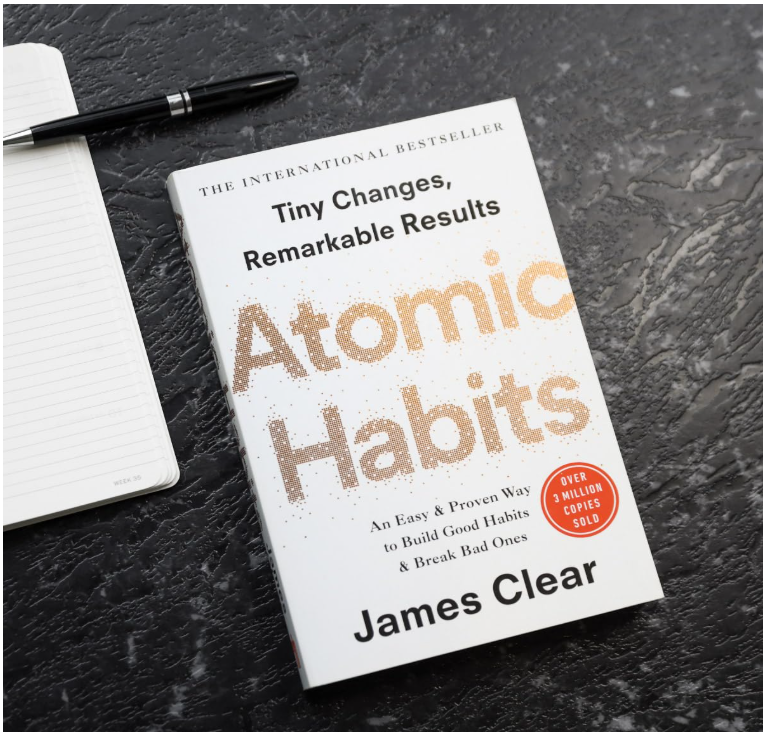 THE INTERNATIONAL BESTSELLER
Tiny Changes,
Remarkable Results
Atomic
Habits
An Easy & Proven Way
to Build Good Habits
& Break Bad Ones
OVER
3 MILLION
COPIES
SOLD
James Clear